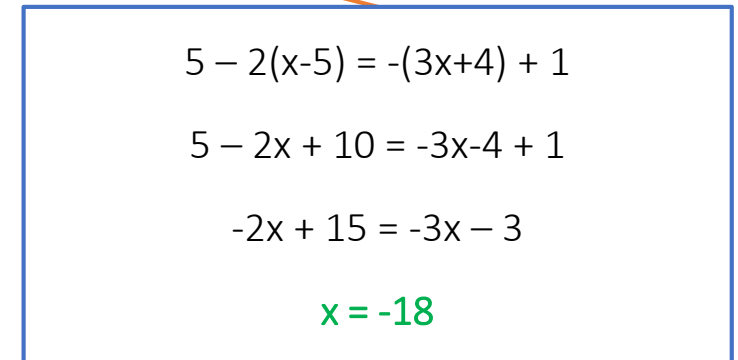 5 – 2(x-5) = -(3x+4) + 1
5 – 2x + 10 = -3x-4 + 1
-2x + 15 = -3x – 3
x = -18